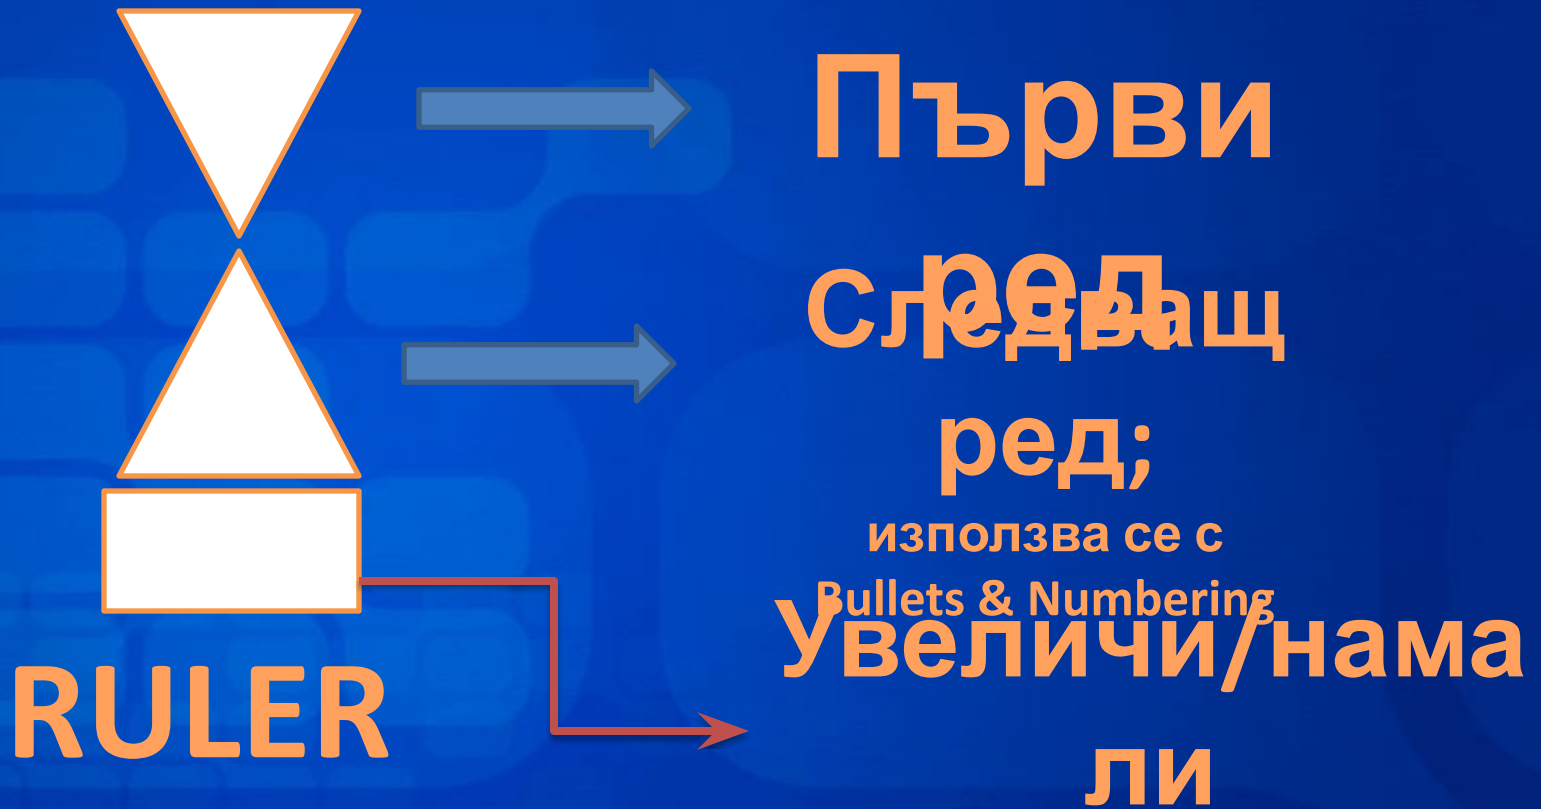 Първи
ред
Следващ
ред;
използва се с
Bullets & Numbering
Увеличи/нама
ли
RULER